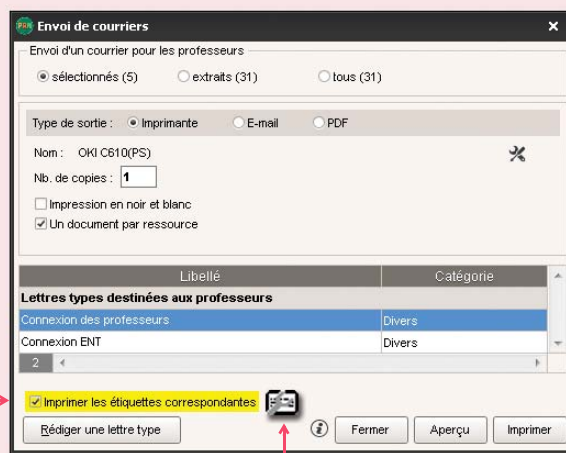 Envoi de courriers
Envoi d'un courrier pour les professeurs
sélectionnés (5) extraits (31) tous (31)
Type de sortie : Imprimante E-mail PDF
Nom : OKI C610(PS)
Nb. de copies : 1
Impression en noir et blanc
Un document par ressource
Libellé Catégorie
Lettres types destinées aux professeurs
Connexion des professeurs Divers
Connexion ENT Divers
2
Imprimer les étiquettes correspondantes
Rédiger une lettre type Fermer Aperçu Imprimer